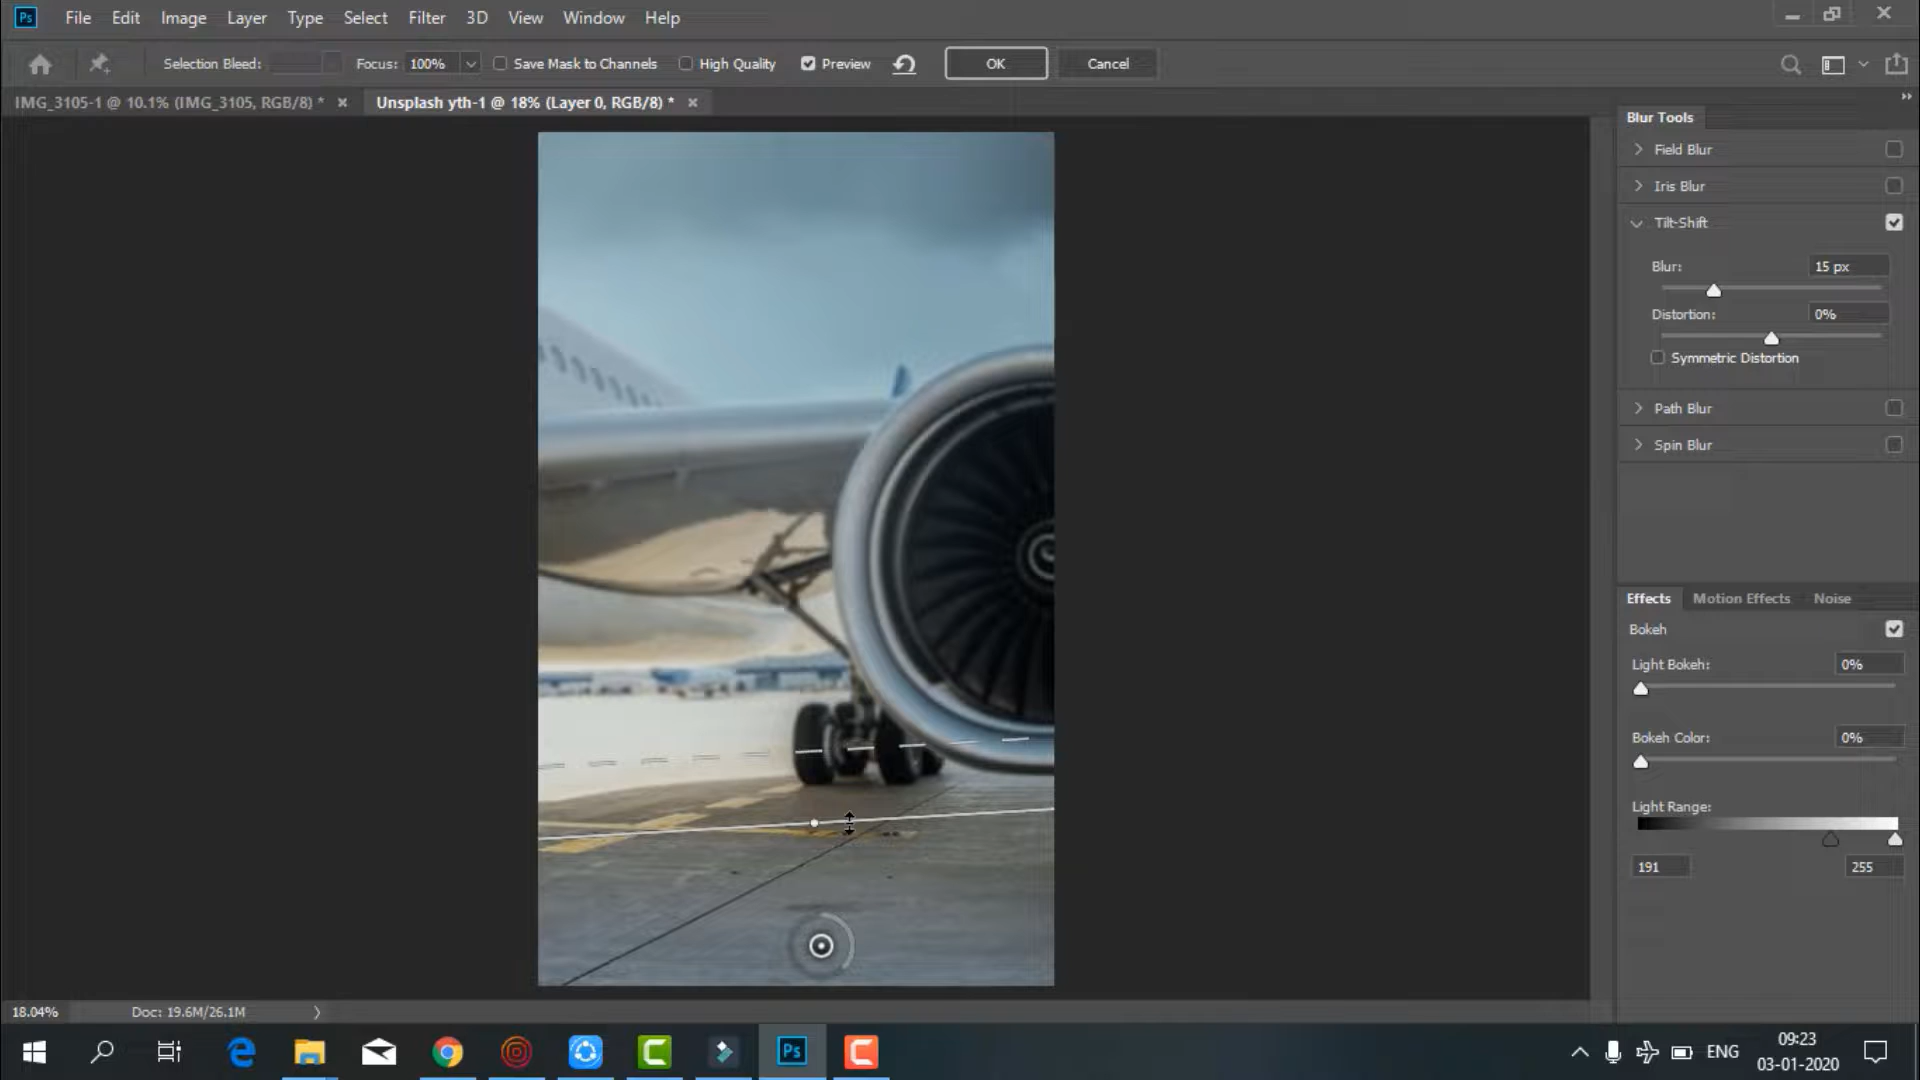 Ps File Edit Image Layer Type Select Filter 3D View Window Help
Selection Bleed: Focus: 100% Save Mask to Channels High Quality Preview OK Cancel
IMG_3105-1 @ 10.1% (IMG_3105, RGB/8) * × Unsplash yth-1 @ 18% (Layer 0, RGB/8) * ×
Blur Tools
Field Blur
Iris Blur
Tilt-Shift
Blur: 15 px
Distortion: 0%
Symmetric Distortion
Path Blur
Spin Blur
Effects Motion Effects Noise
Bokeh
Light Bokeh: 0%
Bokeh Color: 0%
Light Range:
191 255
18.04% Doc: 19.6M/26.1M
Ps
ENG
09:23
03-01-2020